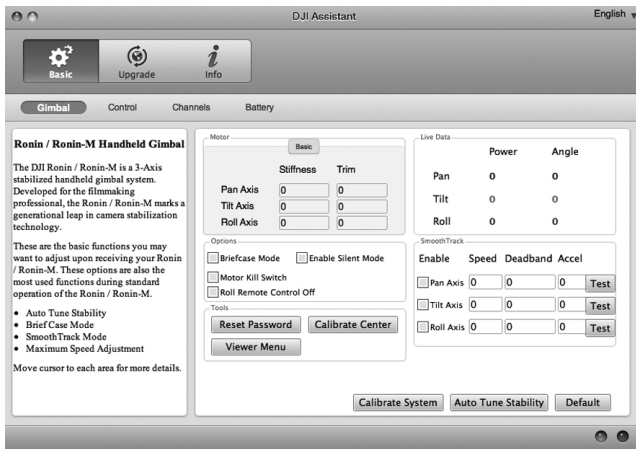 DJI Assistant
English
Basic
Upgrade
Info
Gimbal
Control
Channels
Battery
Ronin / Ronin-M Handheld Gimbal
The DJI Ronin / Ronin-M is a 3-Axis
stabilized handheld gimbal system.
Developed for the filmmaking
professional, the Ronin / Ronin-M marks a
generational leap in camera stabilization
technology.
These are the basic functions you may
want to adjust upon receiving your Ronin
/ Ronin-M. These options are also the
most used functions during standard
operation of the Ronin / Ronin-M.
• Auto Tune Stability
• Brief Case Mode
• SmoothTrack Mode
• Maximum Speed Adjustment
Move cursor to each area for more details.
Motor
Basic
Stiffness Trim
Pan Axis 0 0
Tilt Axis 0 0
Roll Axis 0 0
Options
Briefcase Mode Enable Silent Mode
Motor Kill Switch
Roll Remote Control Off
Tools
Reset Password Calibrate Center
Viewer Menu
Live Data
Power Angle
Pan 0 0
Tilt 0 0
Roll 0 0
SmoothTrack
Enable Speed Deadband Accel
Pan Axis 0 0 0 Test
Tilt Axis 0 0 0 Test
Roll Axis 0 0 0 Test
Calibrate System Auto Tune Stability Default